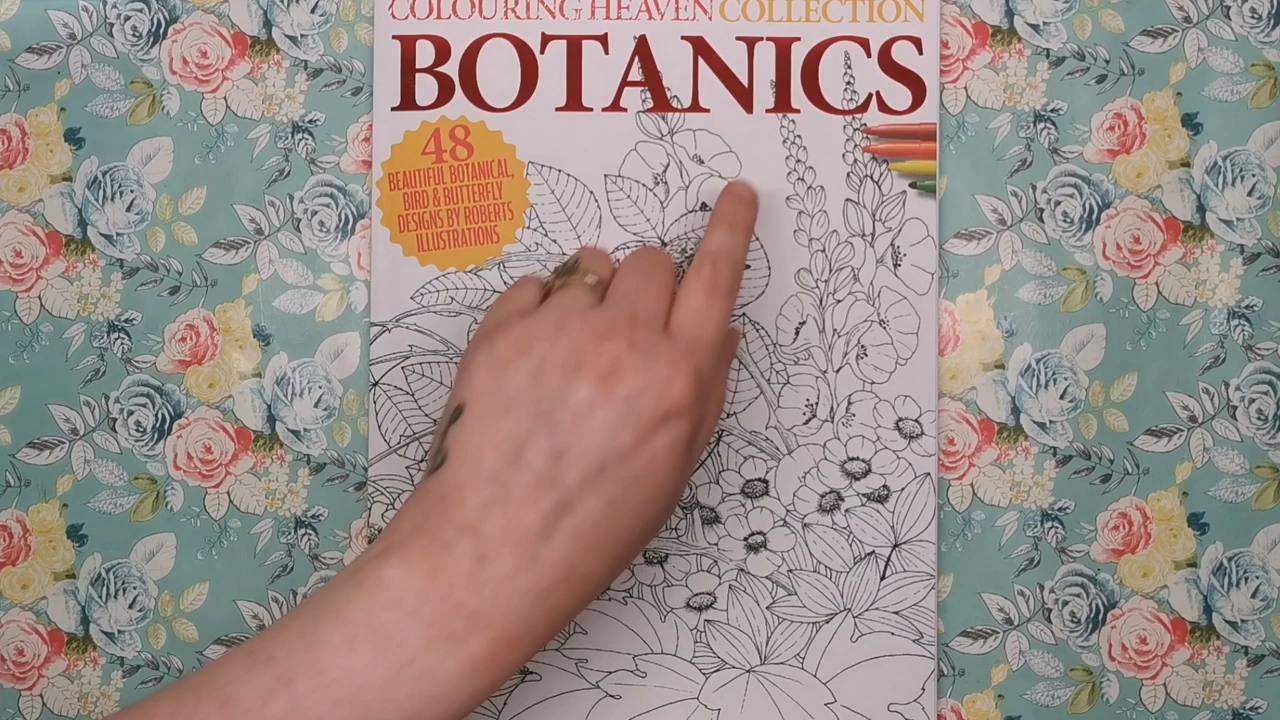 COLOURING HEAVEN COLLECTION
BOTANICS
48
BEAUTIFUL BOTANICAL,
BIRD & BUTTERFLY
DESIGNS BY ROBERTS
ILLUSTRATIONS